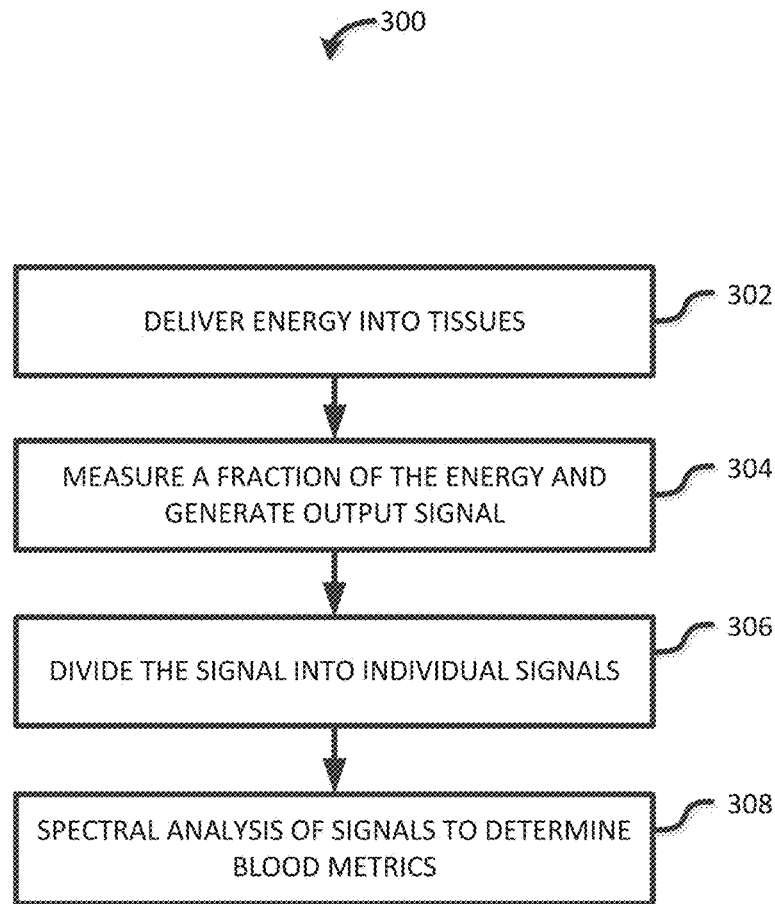 300
DELIVER ENERGY INTO TISSUES
302
MEASURE A FRACTION OF THE ENERGY AND
GENERATE OUTPUT SIGNAL
304
DIVIDE THE SIGNAL INTO INDIVIDUAL SIGNALS
306
SPECTRAL ANALYSIS OF SIGNALS TO DETERMINE
BLOOD METRICS
308